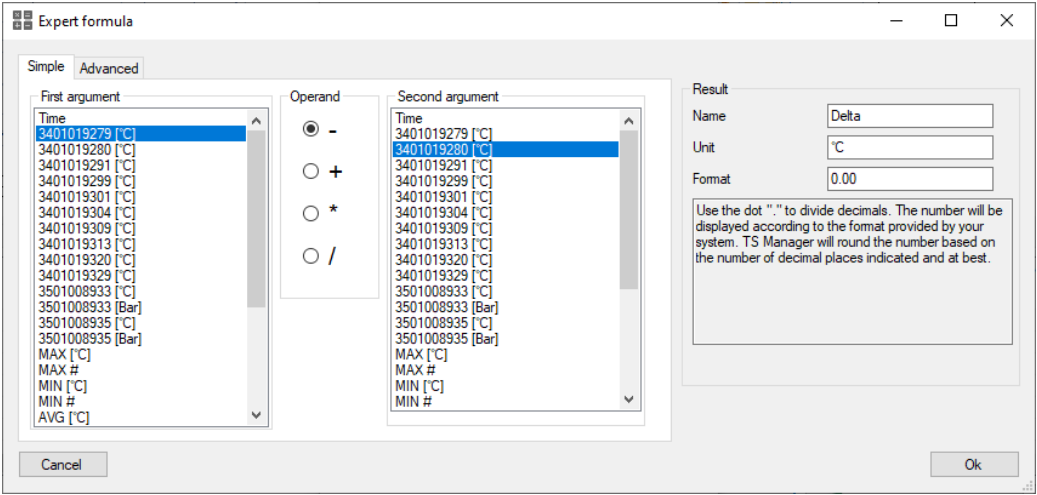 Expert formula
Simple
Advanced
First argument
Time
3401019279 [°C]
3401019280 [°C]
3401019291 [°C]
3401019299 [°C]
3401019301 [°C]
3401019304 [°C]
3401019309 [°C]
3401019313 [°C]
3401019320 [°C]
3401019329 [°C]
3501008933 [°C]
3501008933 [Bar]
3501008935 [°C]
3501008935 [Bar]
MAX [°C]
MAX #
MIN [°C]
MIN #
AVG [°C]
Operand
-
+
*
/
Second argument
Time
3401019279 [°C]
3401019280 [°C]
3401019291 [°C]
3401019299 [°C]
3401019301 [°C]
3401019304 [°C]
3401019309 [°C]
3401019313 [°C]
3401019320 [°C]
3401019329 [°C]
3501008933 [°C]
3501008933 [Bar]
3501008935 [°C]
3501008935 [Bar]
MAX [°C]
MAX #
MIN [°C]
MIN #
Result
Name Delta
Unit °C
Format 0.00
Use the dot "." to divide decimals. The number will be
displayed according to the format provided by your
system. TS Manager will round the number based on
the number of decimal places indicated and at best.
Cancel
Ok